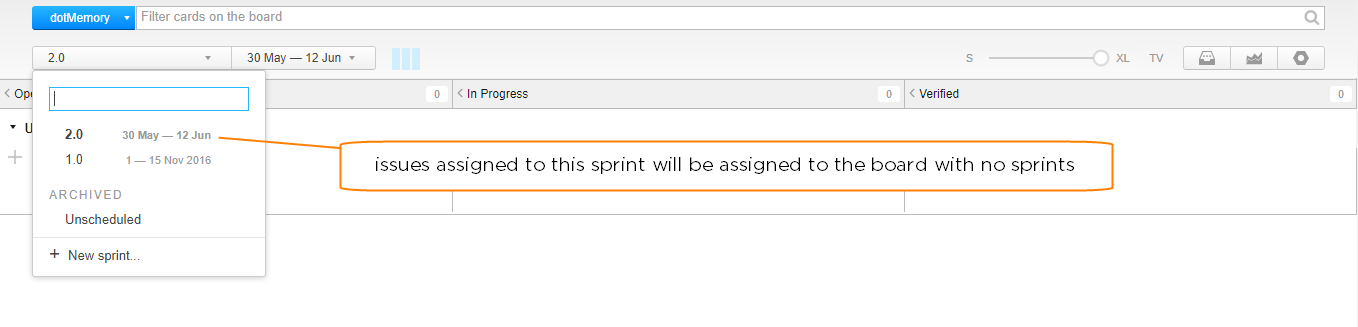 dotMemory Filter cards on the board
2.0 30 May — 12 Jun S XL TV
Ope 0 In Progress 0 Verified 0
U
2.0 30 May — 12 Jun
1.0 1 — 15 Nov 2016
issues assigned to this sprint will be assigned to the board with no sprints
ARCHIVED
Unscheduled
+ New sprint...